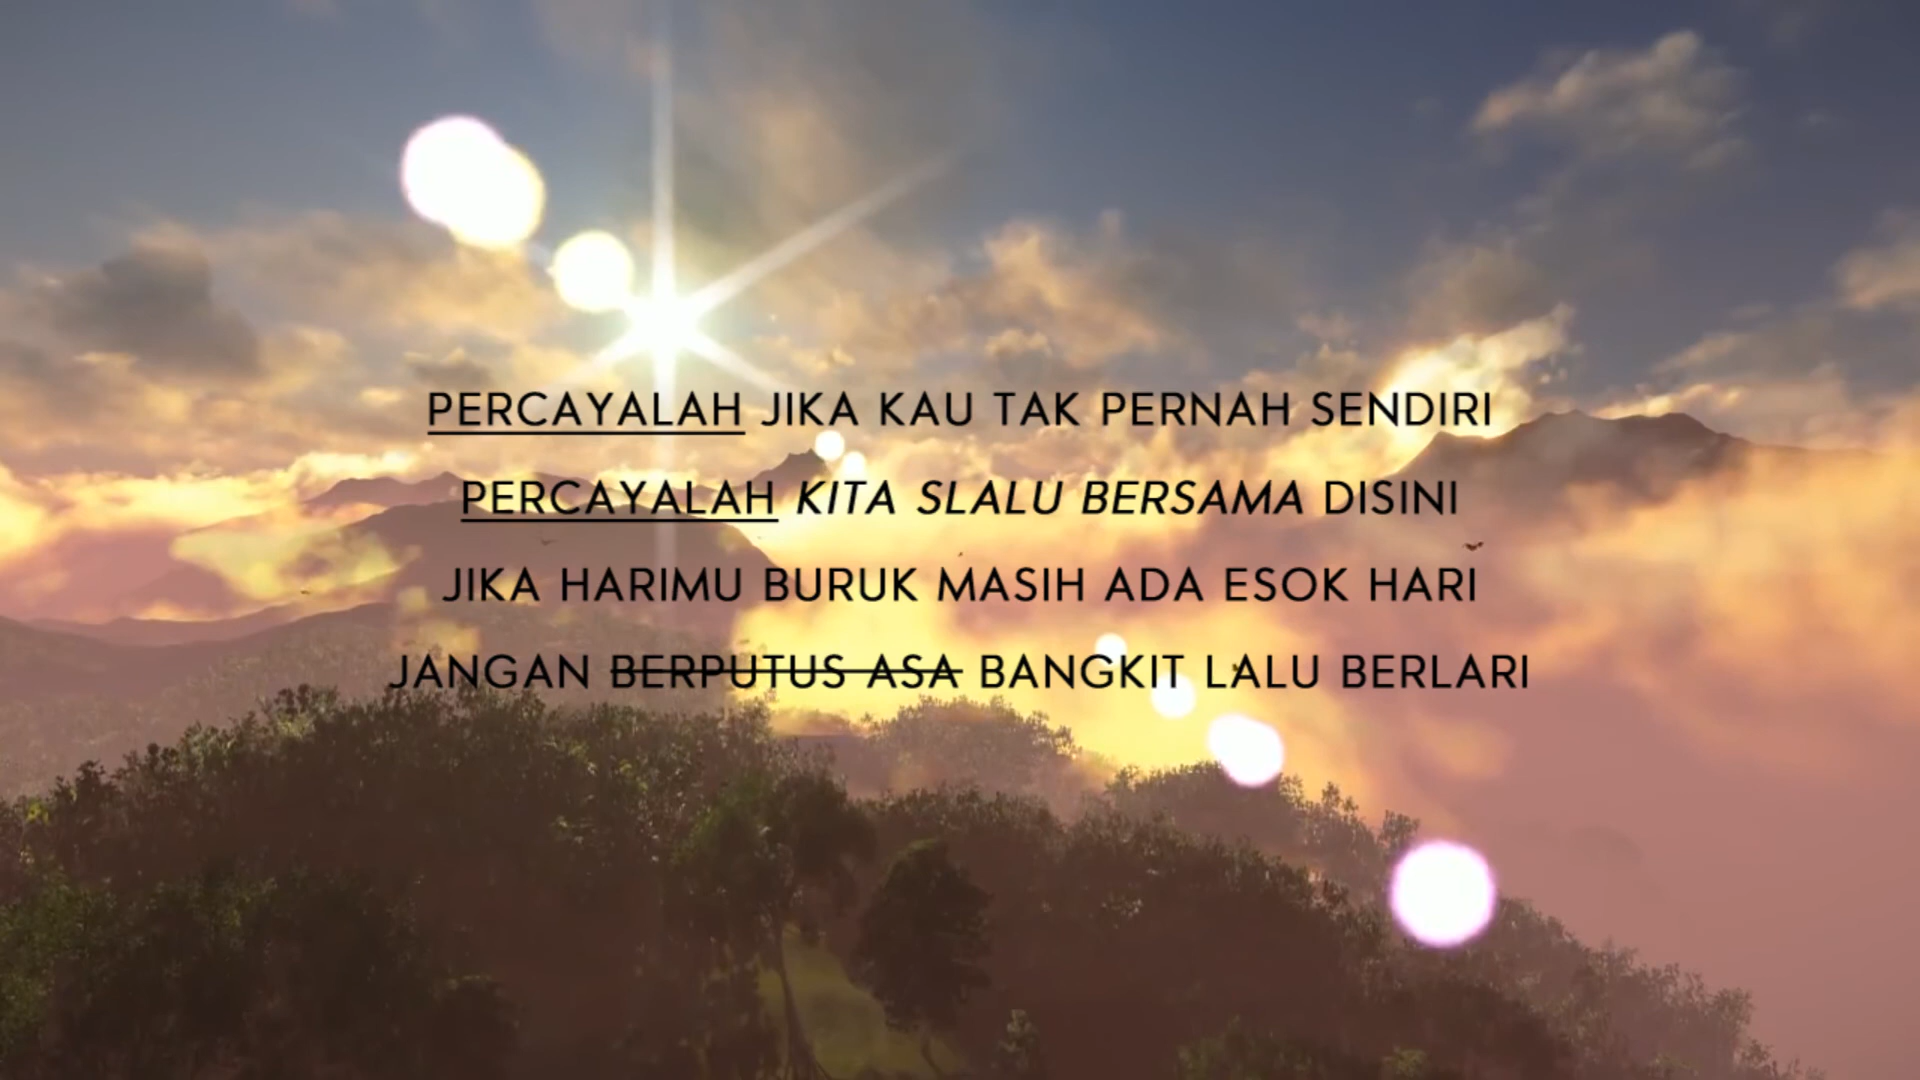 PERCAYALAH JIKA KAU TAK PERNAH SENDIRI
PERCAYALAH KITA SLALU BERSAMA DISINI
JIKA HARIMU BURUK MASIH ADA ESOK HARI
JANGAN BERPUTUS ASA BANGKIT LALU BERLARI